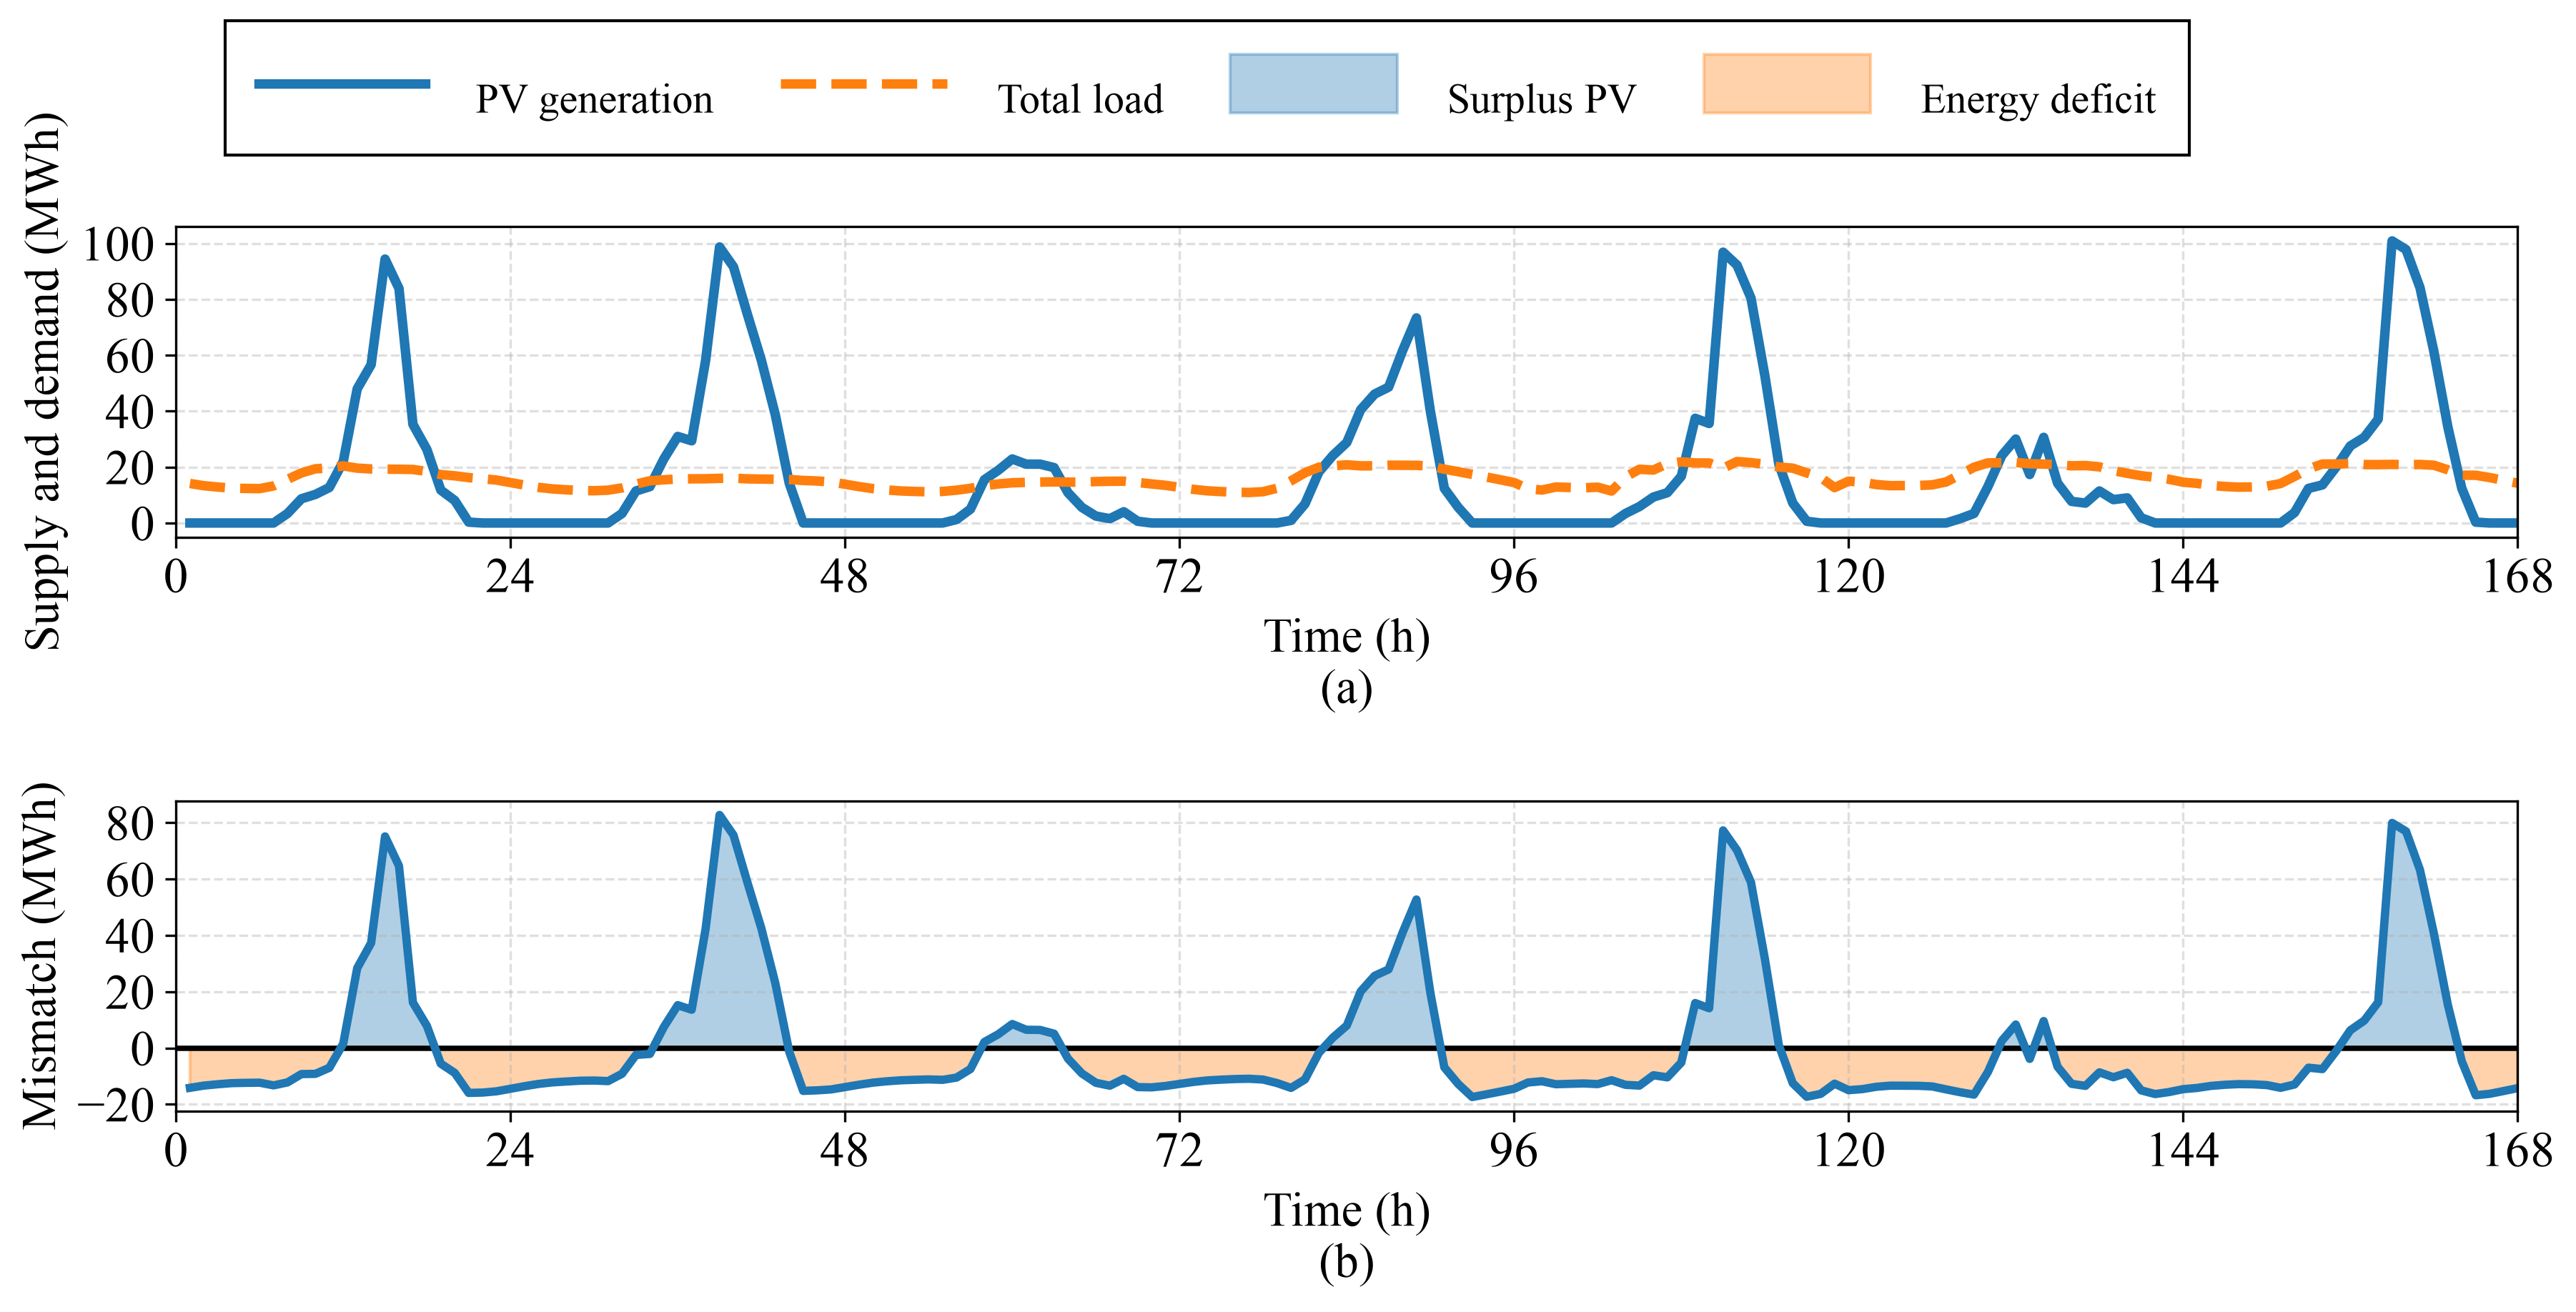 PV generation Total load Surplus PV Energy deficit
Supply and demand (MWh)
100
80
60
40
20
0
0 24 48 72 96 120 144 168
Time (h)
(a)
Mismatch (MWh)
80
60
40
20
0
−20
0 24 48 72 96 120 144 168
Time (h)
(b)